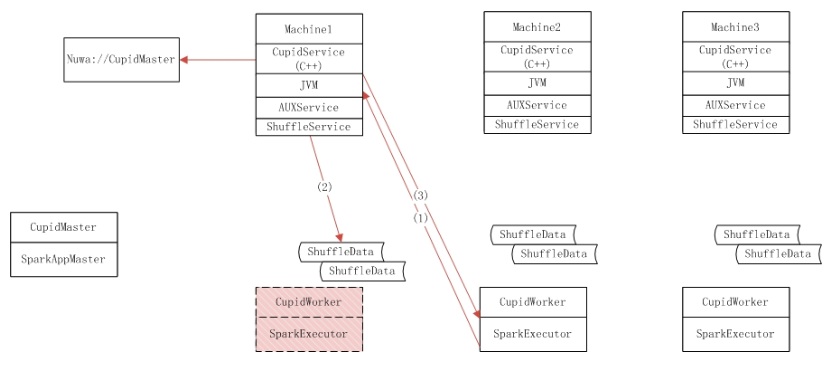 Nuwa://CupidMaster
Machine1
CupidService
(C++)
JVM
AUXService
ShuffleService
Machine2
CupidService
(C++)
JVM
AUXService
ShuffleService
Machine3
CupidService
(C++)
JVM
AUXService
ShuffleService
(2)
(3)
(1)
CupidMaster
SparkAppMaster
ShuffleData
ShuffleData
CupidWorker
SparkExecutor
ShuffleData
ShuffleData
CupidWorker
SparkExecutor
ShuffleData
ShuffleData
CupidWorker
SparkExecutor